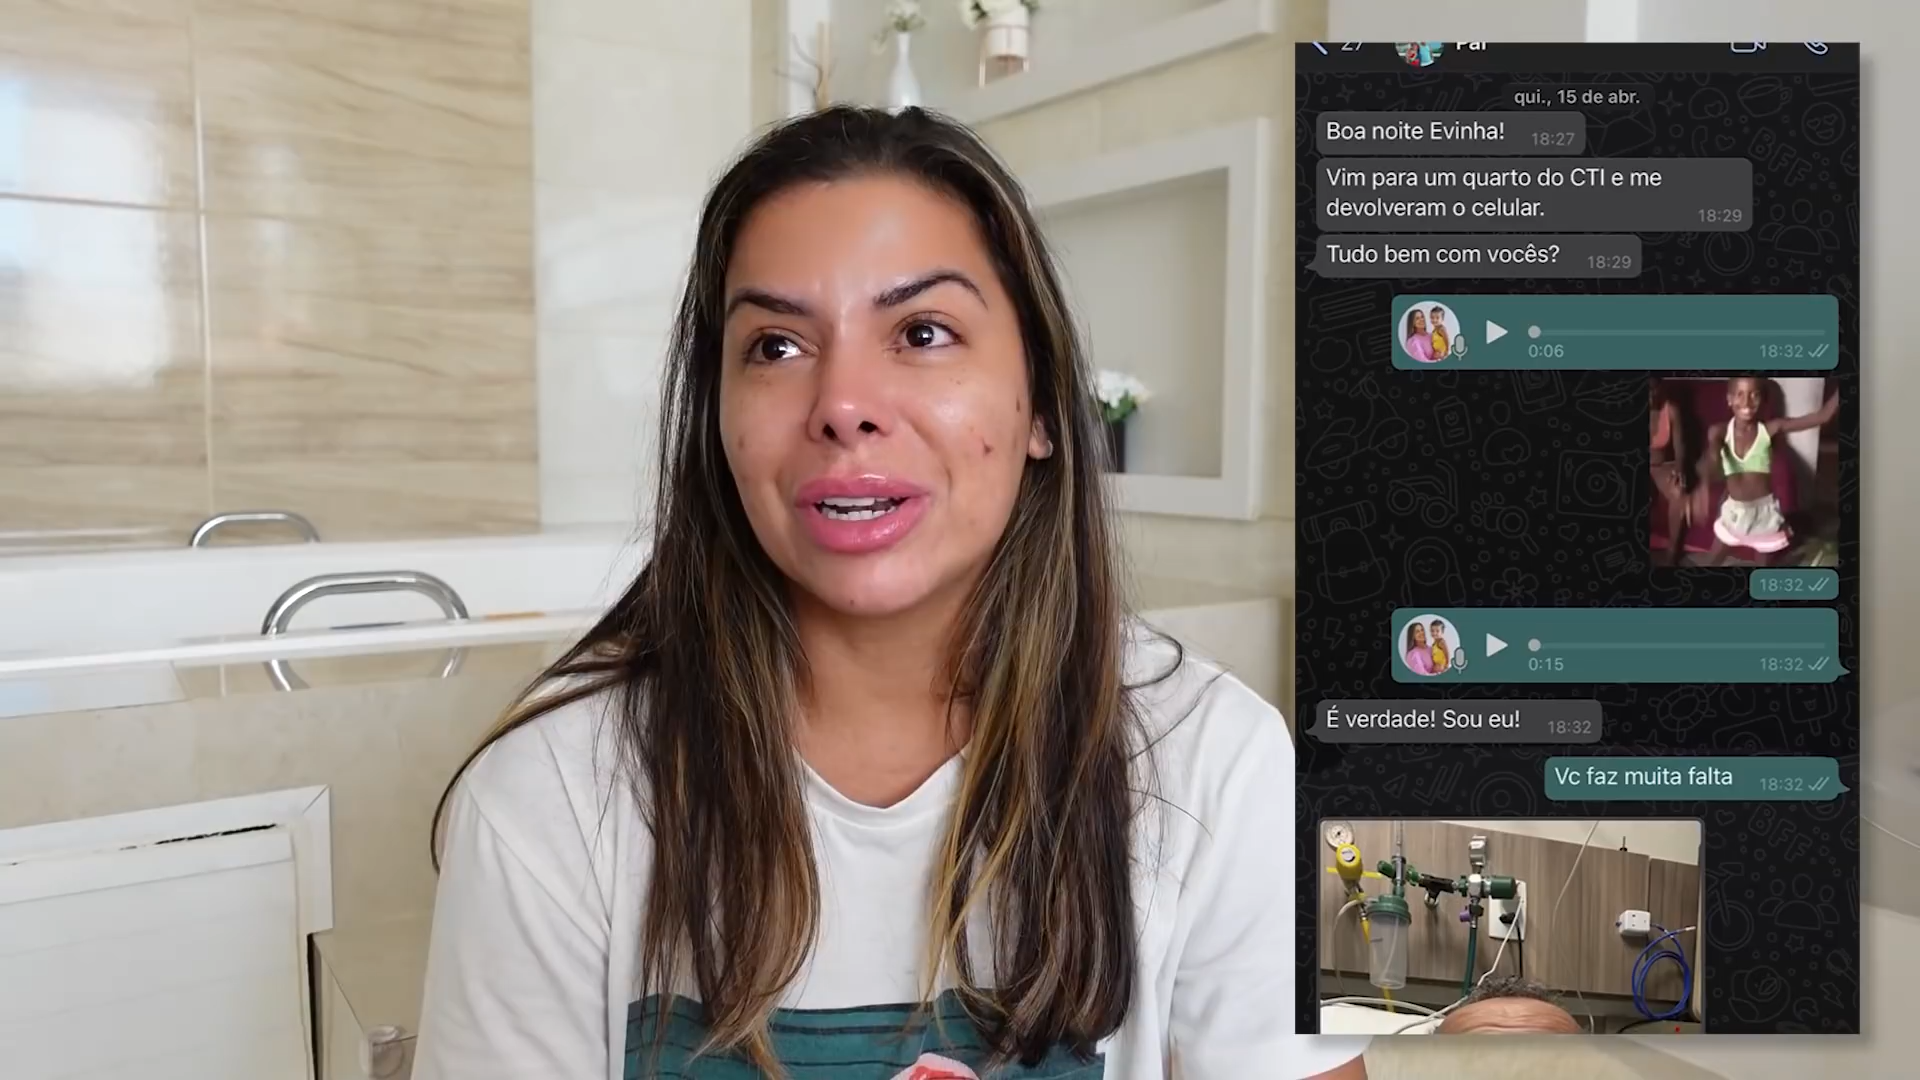 27
Pai
qui., 15 de abr.
Boa noite Evinha! 18:27
Vim para um quarto do CTI e me
devolveram o celular. 18:29
Tudo bem com vocês? 18:29
0:06 18:32
18:32
0:15 18:32
É verdade! Sou eu! 18:32
Vc faz muita falta 18:32